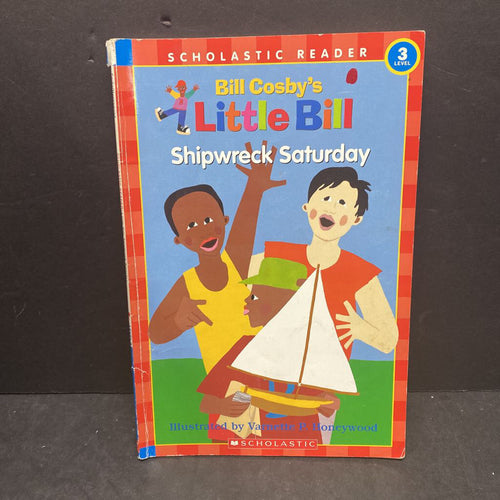 SCHOLASTIC READER
3
LEVEL
Bill Cosby's
Little Bill
Shipwreck Saturday
Illustrated by Varnette P. Honeywood
SCHOLASTIC